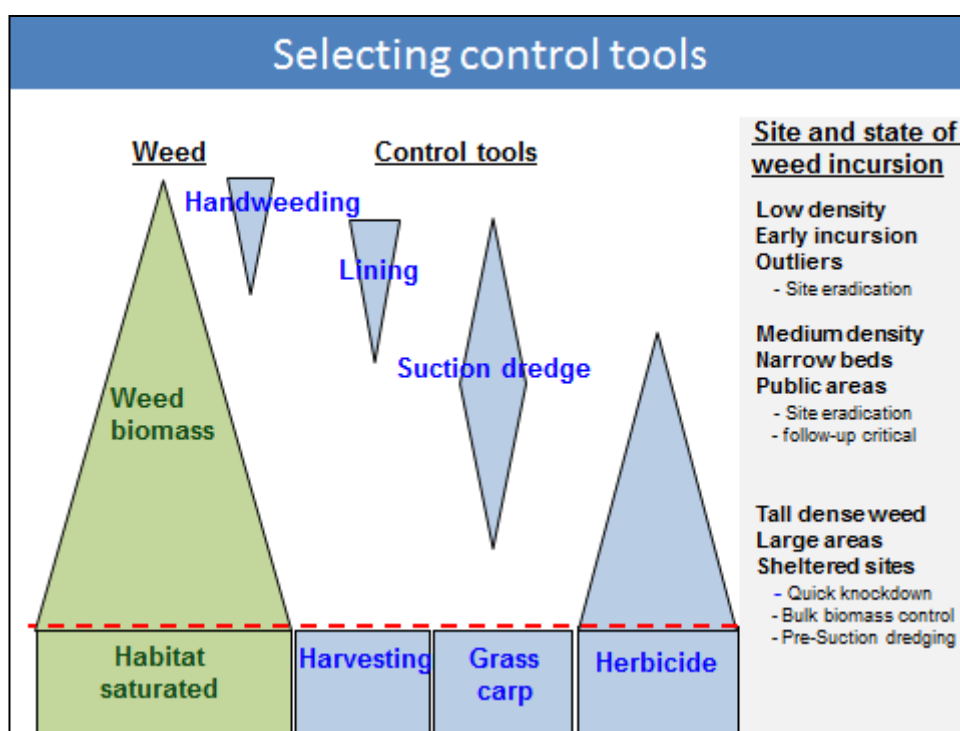 Selecting control tools
Weed
Control tools
Handweeding
Lining
Suction dredge
Weed
biomass
Habitat
saturated
Harvesting
Grass
carp
Herbicide
Site and state of
weed incursion
Low density
Early incursion
Outliers
- Site eradication
Medium density
Narrow beds
Public areas
- Site eradication
- follow-up critical
Tall dense weed
Large areas
Sheltered sites
- Quick knockdown
- Bulk biomass control
- Pre-Suction dredging